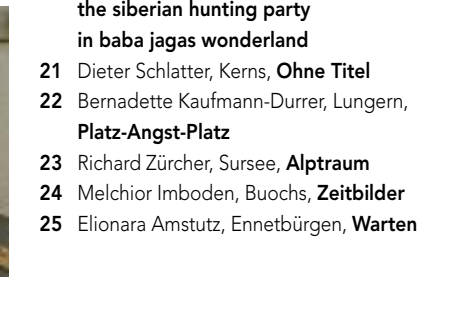 the siberian hunting party
in baba jagas wonderland
21 Dieter Schlatter, Kerns, Ohne Titel
22 Bernadette Kaufmann-Durrer, Lungern,
Platz-Angst-Platz
23 Richard Zürcher, Sursee, Alptraum
24 Melchior Imboden, Buochs, Zeitbilder
25 Elionara Amstutz, Ennetbürgen, Warten